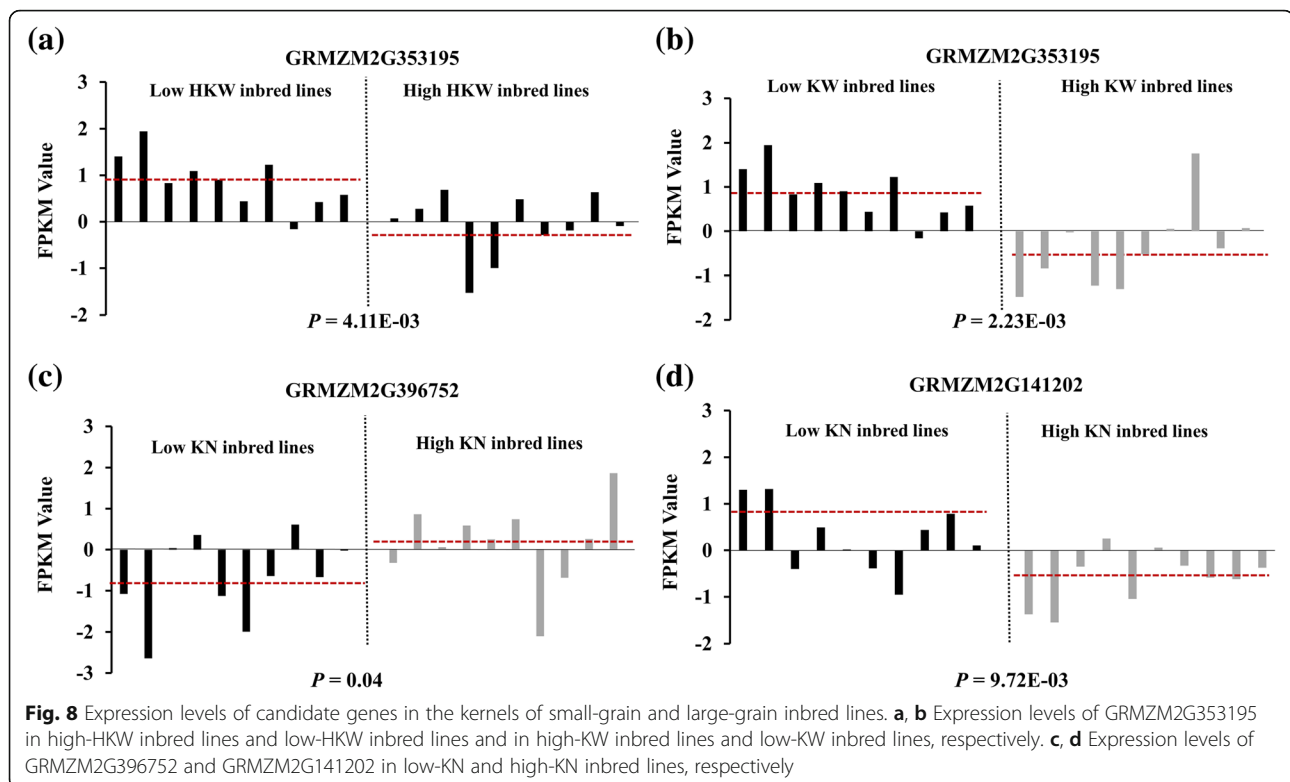 (a)
GRMZM2G353195
Low HKW inbred lines
High HKW inbred lines
FPKM Value
3
2
1
0
-1
-2
P = 4.11E-03
(b)
GRMZM2G353195
Low KW inbred lines
High KW inbred lines
FPKM Value
3
2
1
0
-1
-2
P = 2.23E-03
(c)
GRMZM2G396752
Low KN inbred lines
High KN inbred lines
FPKM Value
3
2
1
0
-1
-2
-3
P = 0.04
(d)
GRMZM2G141202
Low KN inbred lines
High KN inbred lines
FPKM Value
3
2
1
0
-1
-2
P = 9.72E-03
Fig. 8 Expression levels of candidate genes in the kernels of small-grain and large-grain inbred lines. a, b Expression levels of GRMZM2G353195
in high-HKW inbred lines and low-HKW inbred lines and in high-KW inbred lines and low-KW inbred lines, respectively. c, d Expression levels of
GRMZM2G396752 and GRMZM2G141202 in low-KN and high-KN inbred lines, respectively